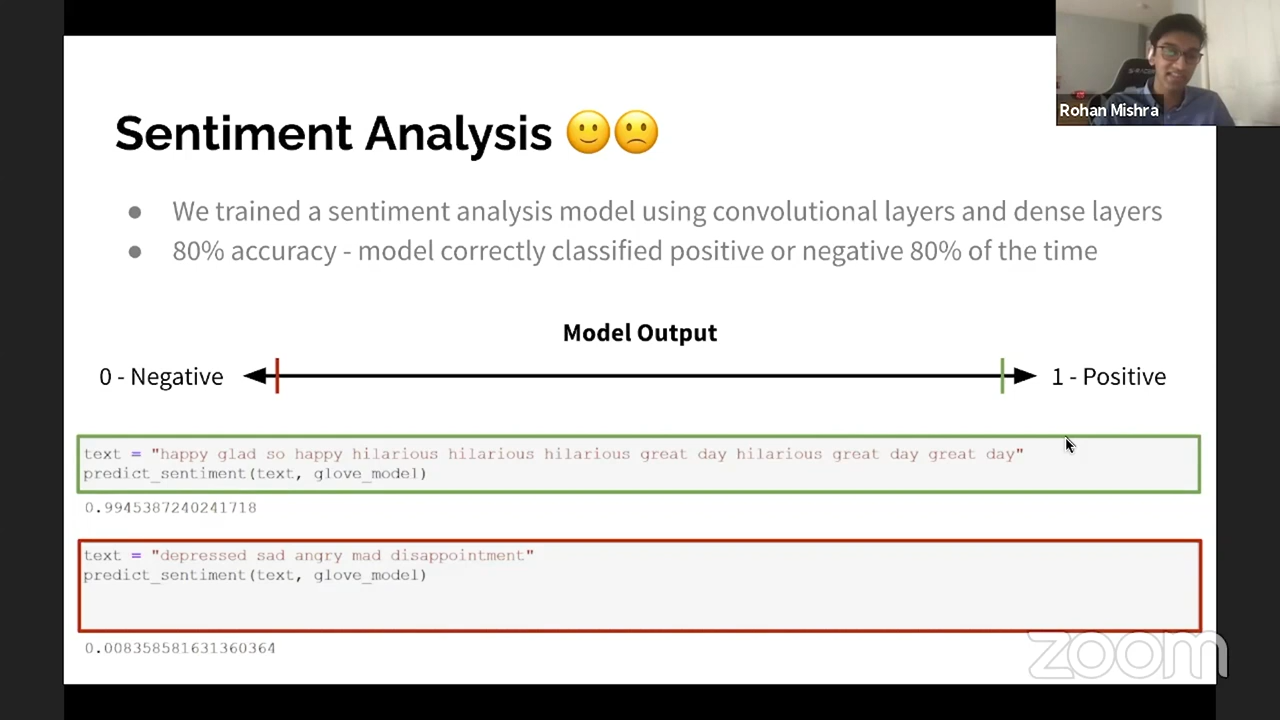 Rohan Mishra
Sentiment Analysis 🙂🙁
● We trained a sentiment analysis model using convolutional layers and dense layers
● 80% accuracy - model correctly classified positive or negative 80% of the time
Model Output
0 - Negative
1 - Positive
text = "happy glad so happy hilarious hilarious hilarious great day hilarious great day great day"
predict_sentiment(text, glove_model)
0.9945387240241718
text = "depressed sad angry mad disappointment"
predict_sentiment(text, glove_model)
0.008358581631360364
zoom